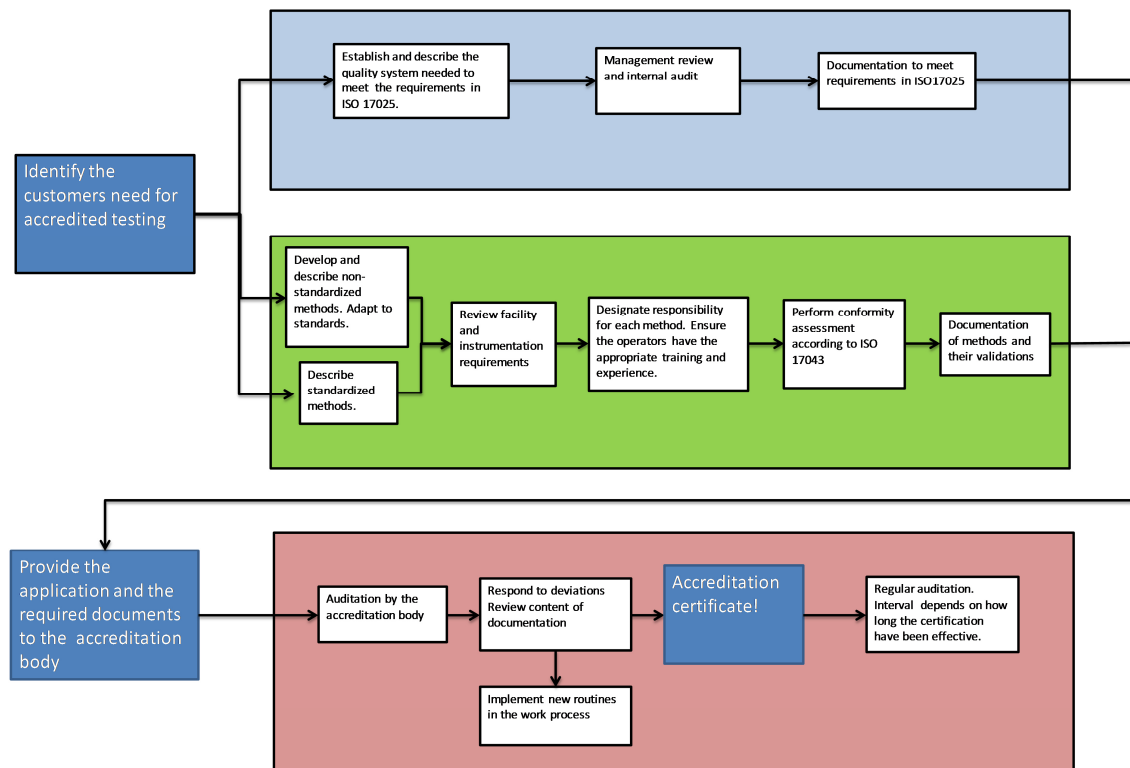 Establish and describe the
quality system needed to
meet the requirements in
ISO 17025.
Management review
and internal audit
Documentation to meet
requirements in ISO17025
Identify the
customers need for
accredited testing
Develop and
describe non-
standardized
methods. Adapt to
standards.
Describe
standardized
methods.
Review facility
and
instrumentation
requirements
Designate responsibility
for each method. Ensure
the operators have the
appropriate training and
experience.
Perform conformity
assessment
according to ISO
17043
Documentation
of methods and
their validations
Provide the
application and the
required documents
to the accreditation
body
Auditation by the
accreditation body
Respond to deviations
Review content of
documentation
Implement new routines
in the work process
Accreditation
certificate!
Regular auditation.
Interval depends on how
long the certification
have been effective.